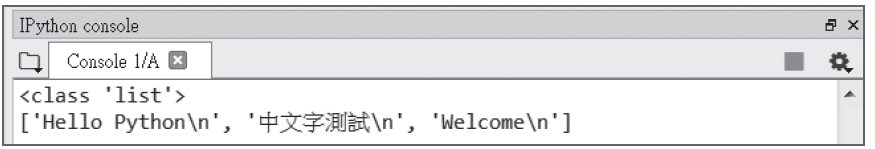 IPython console
Console 1/A
<class 'list'>
['Hello Python\n', '中文字測試\n', 'Welcome\n']